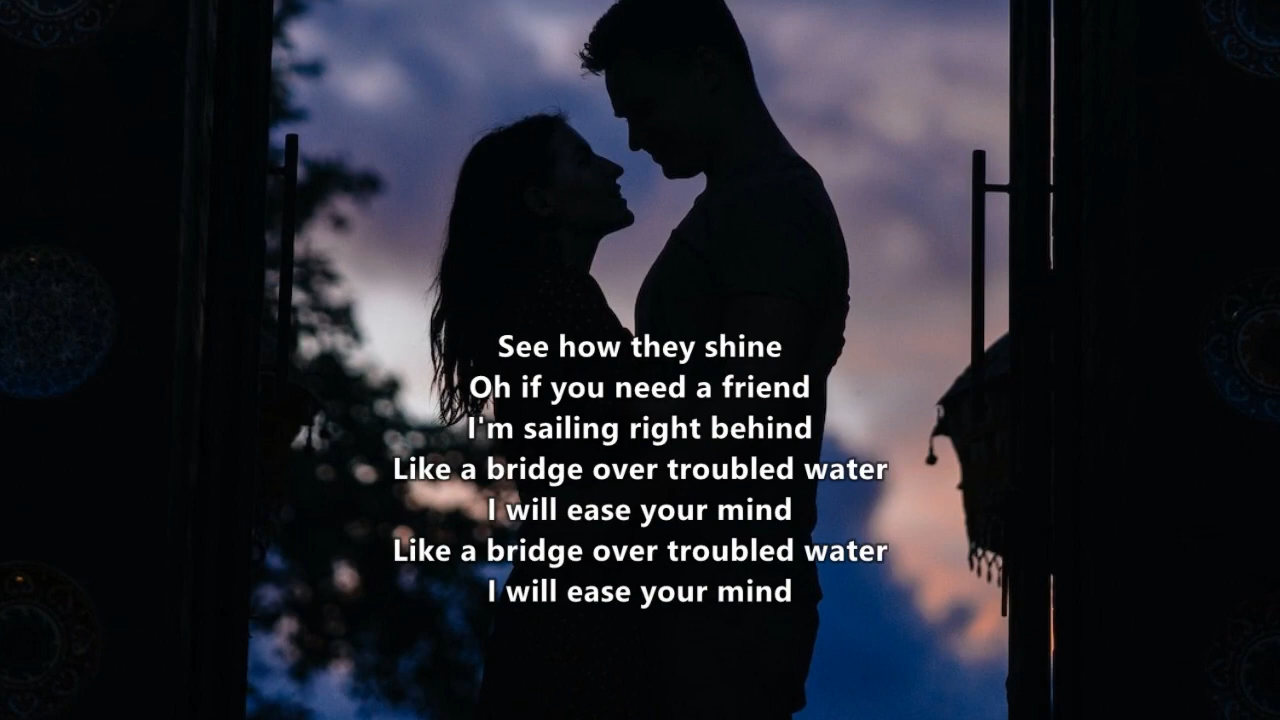 See how they shine
Oh if you need a friend
I'm sailing right behind
Like a bridge over troubled water
I will ease your mind
Like a bridge over troubled water
I will ease your mind